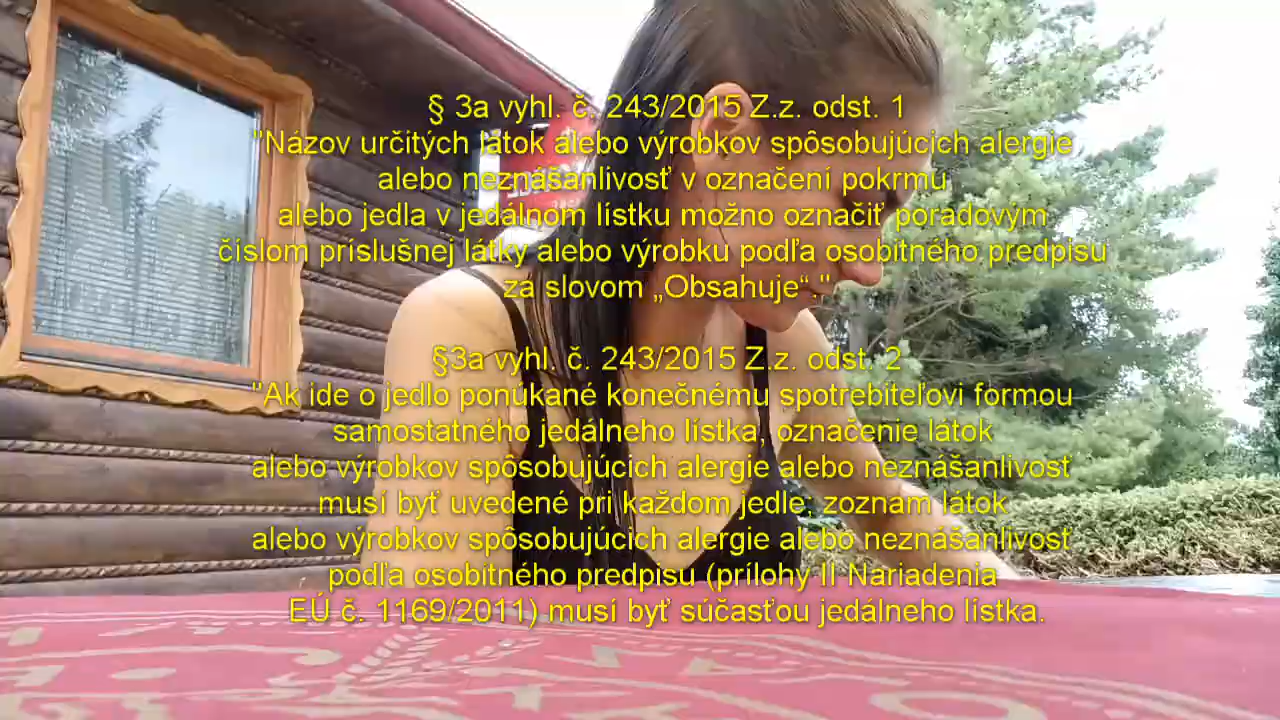 § 3a vyhl. č. 243/2015 Z.z. odst. 1
"Názov určitých látok alebo výrobkov spôsobujúcich alergie
alebo neznášanlivosť v označení pokrmu
alebo jedla v jedálnom lístku možno označiť poradovým
číslom príslušnej látky alebo výrobku podľa osobitného predpisu
za slovom „Obsahuje“."
§3a vyhl. č. 243/2015 Z.z. odst. 2
"Ak ide o jedlo ponúkané konečnému spotrebiteľovi formou
samostatného jedálneho lístka, označenie látok
alebo výrobkov spôsobujúcich alergie alebo neznášanlivosť
musí byť uvedené pri každom jedle; zoznam látok
alebo výrobkov spôsobujúcich alergie alebo neznášanlivosť
podľa osobitného predpisu (prílohy II Nariadenia
EÚ č. 1169/2011) musí byť súčasťou jedálneho lístka.